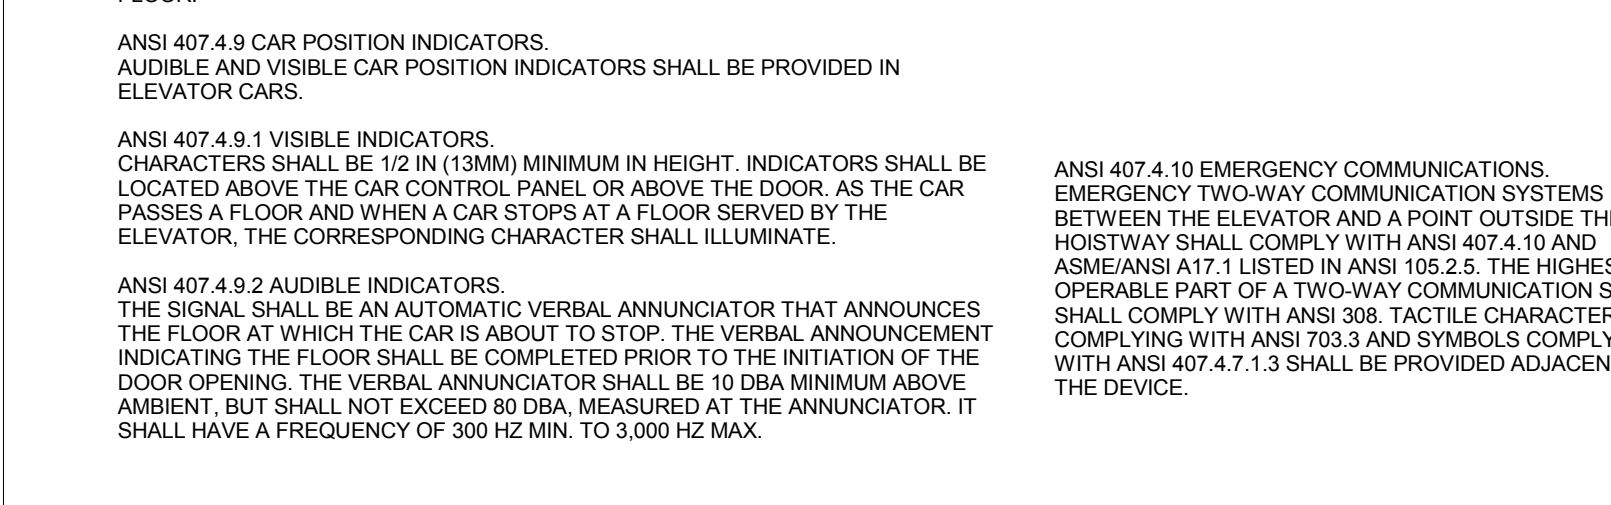 ANSI 407.4.9 CAR POSITION INDICATORS.
AUDIBLE AND VISIBLE CAR POSITION INDICATORS SHALL BE PROVIDED IN
ELEVATOR CARS.
ANSI 407.4.9.1 VISIBLE INDICATORS.
CHARACTERS SHALL BE 1/2 IN (13MM) MINIMUM IN HEIGHT. INDICATORS SHALL BE
LOCATED ABOVE THE CAR CONTROL PANEL OR ABOVE THE DOOR. AS THE CAR
PASSES A FLOOR AND WHEN A CAR STOPS AT A FLOOR SERVED BY THE
ELEVATOR, THE CORRESPONDING CHARACTER SHALL ILLUMINATE.
ANSI 407.4.9.2 AUDIBLE INDICATORS.
THE SIGNAL SHALL BE AN AUTOMATIC VERBAL ANNUNCIATOR THAT ANNOUNCES
THE FLOOR AT WHICH THE CAR IS ABOUT TO STOP. THE VERBAL ANNOUNCEMENT
INDICATING THE FLOOR SHALL BE COMPLETED PRIOR TO THE INITIATION OF THE
DOOR OPENING. THE VERBAL ANNUNCIATOR SHALL BE 10 DBA MINIMUM ABOVE
AMBIENT, BUT SHALL NOT EXCEED 80 DBA, MEASURED AT THE ANNUNCIATOR. IT
SHALL HAVE A FREQUENCY OF 300 HZ MIN. TO 3,000 HZ MAX.
ANSI 407.4.10 EMERGENCY COMMUNICATIONS.
EMERGENCY TWO-WAY COMMUNICATION SYSTEMS
BETWEEN THE ELEVATOR AND A POINT OUTSIDE
HOISTWAY SHALL COMPLY WITH ANSI 407.4.10 AND
ASME/ANSI A17.1 LISTED IN ANSI 105.2.5. THE
OPERABLE PART OF A TWO-WAY COMMUNICATION
SHALL COMPLY WITH ANSI 308. TACTILE
COMPLYING WITH ANSI 703.3 AND SYMBOLS
WITH ANSI 407.4.7.1.3 SHALL BE PROVIDED
THE DEVICE.